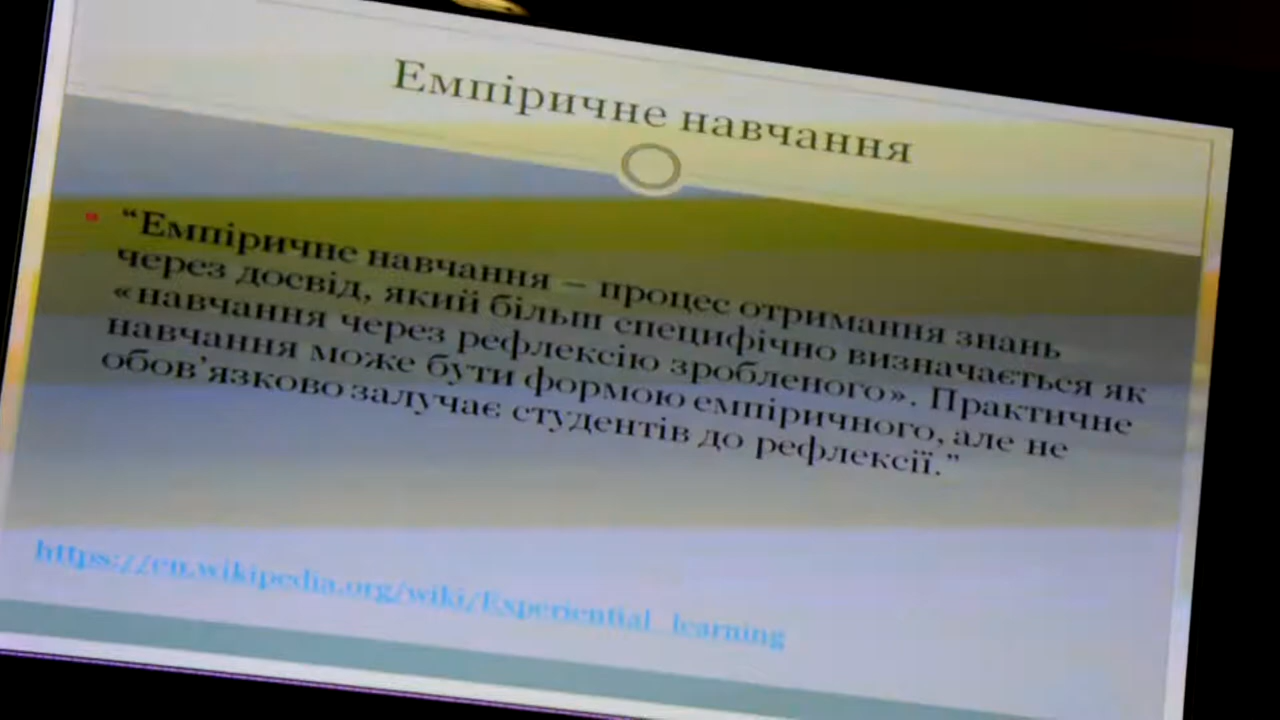 Емпіричне навчання
“Емпіричне навчання – процес отримання знань
через досвід, який більш специфічно визначається як
«навчання через рефлексію зробленого». Практичне
навчання може бути формою емпіричного, але не
обов’язково залучає студентів до рефлексії.”
https://en.wikipedia.org/wiki/Experiential_learning